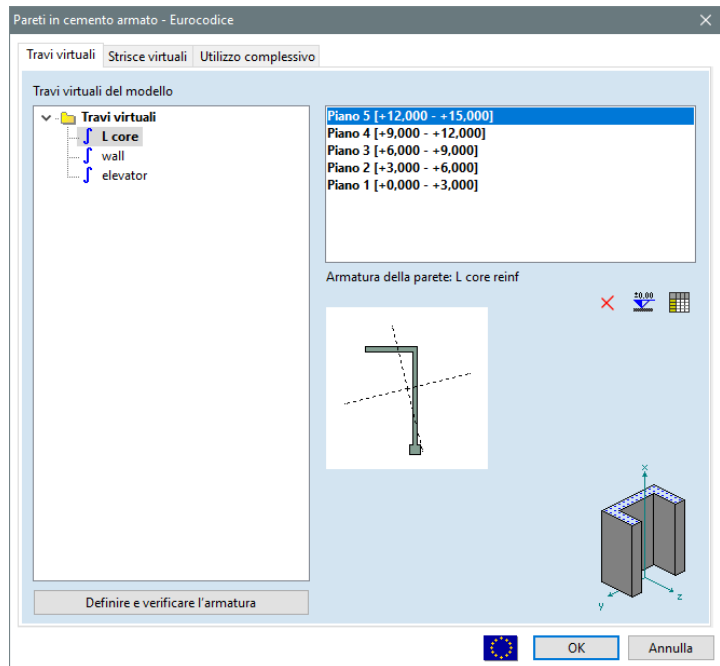 Pareti in cemento armato - Eurocodice
Travi virtuali
Strisce virtuali
Utilizzo complessivo
Travi virtuali del modello
Travi virtuali
L core
wall
elevator
Piano 5 [+12,000 - +15,000]
Piano 4 [+9,000 - +12,000]
Piano 3 [+6,000 - +9,000]
Piano 2 [+3,000 - +6,000]
Piano 1 [+0,000 - +3,000]
Armatura della parete: L core reinf
±0.00
x
y
z
Definire e verificare l'armatura
OK
Annulla